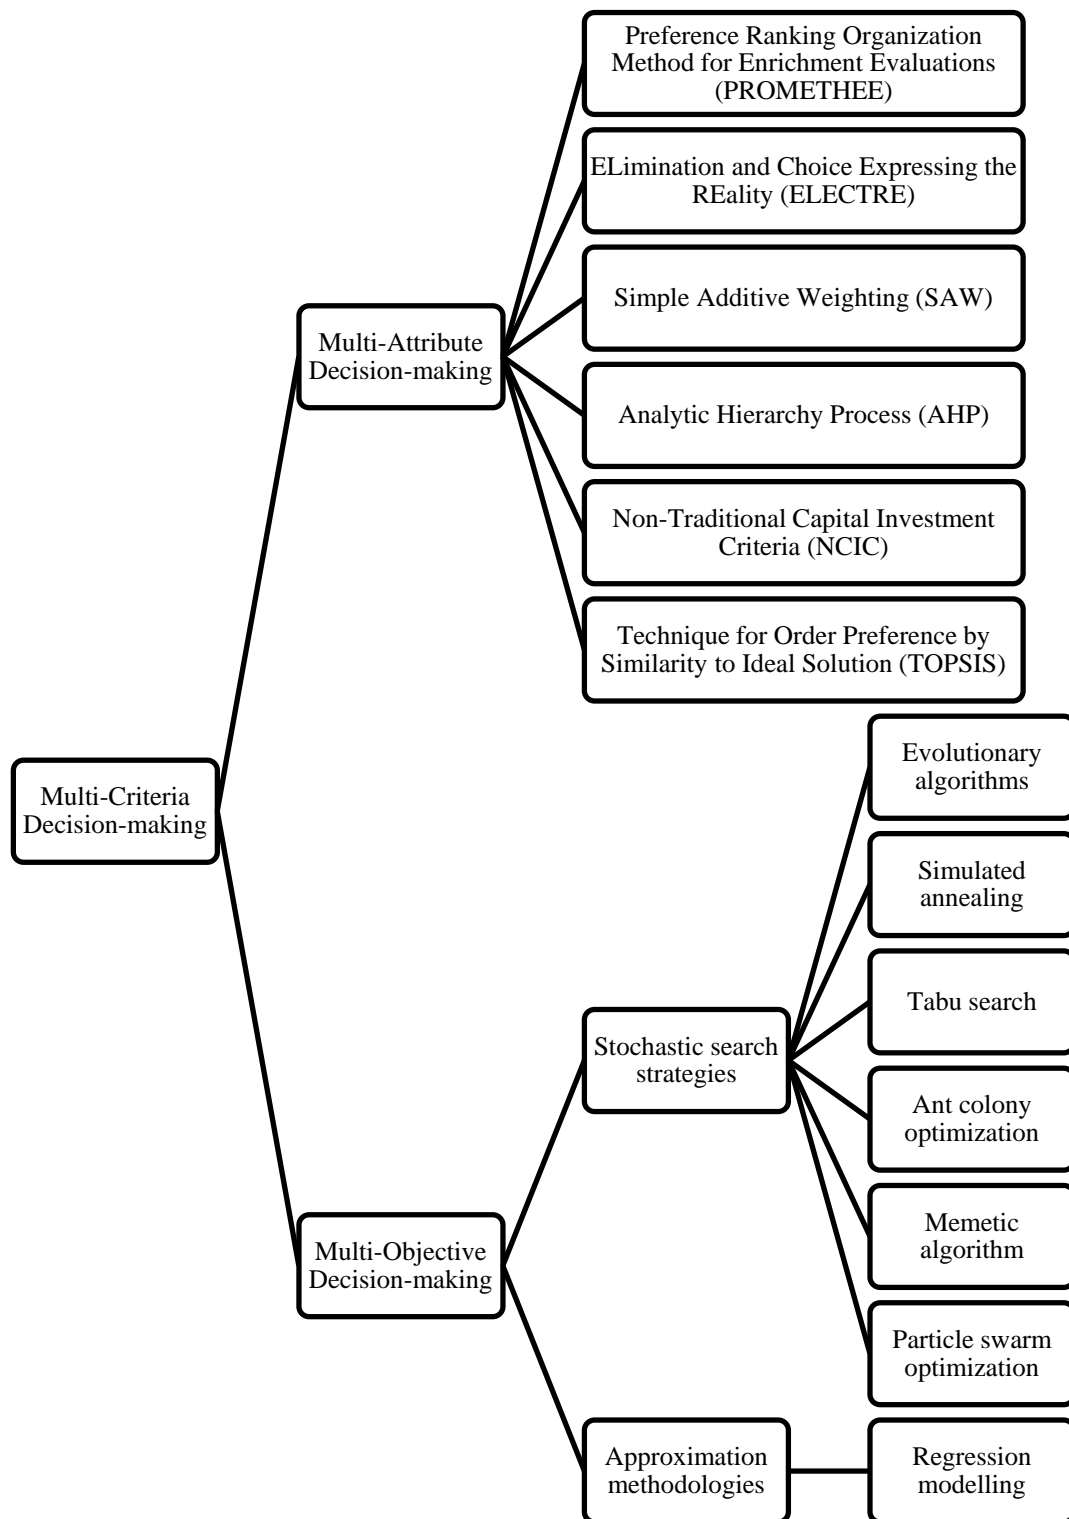 Preference Ranking Organization
Method for Enrichment Evaluations
(PROMETHEE)
ELimination and Choice Expressing the
REality (ELECTRE)
Simple Additive Weighting (SAW)
Multi-Attribute
Decision-making
Analytic Hierarchy Process (AHP)
Non-Traditional Capital Investment
Criteria (NCIC)
Technique for Order Preference by
Similarity to Ideal Solution (TOPSIS)
Multi-Criteria
Decision-making
Evolutionary
algorithms
Simulated
annealing
Tabu search
Stochastic search
strategies
Ant colony
optimization
Memetic
algorithm
Multi-Objective
Decision-making
Particle swarm
optimization
Approximation
methodologies
Regression
modelling